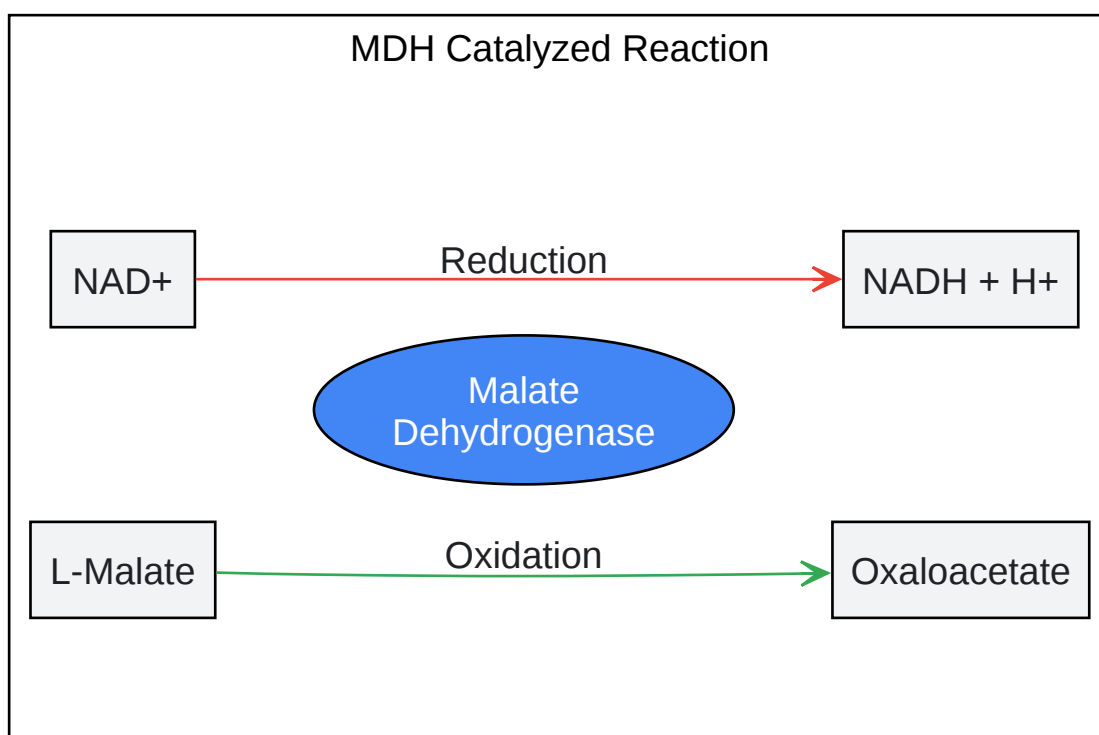 MDH Catalyzed Reaction
Reduction
NAD+
NADH + H+
Malate
Dehydrogenase
Oxidation
L-Malate
Oxaloacetate